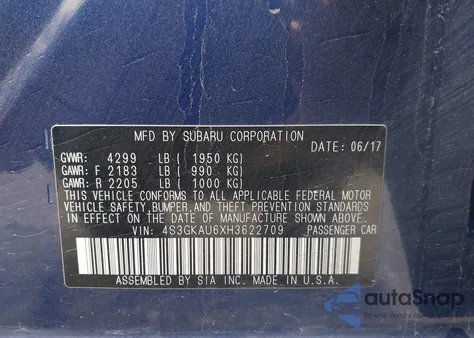 MFD BY SUBARU CORPORATION
DATE: 06/17
GVWR: 4299 LB ( 1950 KG)
GAWR: F 2183 LB ( 990 KG)
GAWR: R 2205 LB ( 1000 KG)
THIS VEHICLE CONFORMS TO ALL APPLICABLE FEDERAL MOTOR
VEHICLE SAFETY, BUMPER, AND THEFT PREVENTION STANDARDS
IN EFFECT ON THE DATE OF MANUFACTURE SHOWN ABOVE.
VIN: 4S3GKAU6XH3622709 PASSENGER CAR
ASSEMBLED BY SIA INC. MADE IN U.S.A.
autoSnap